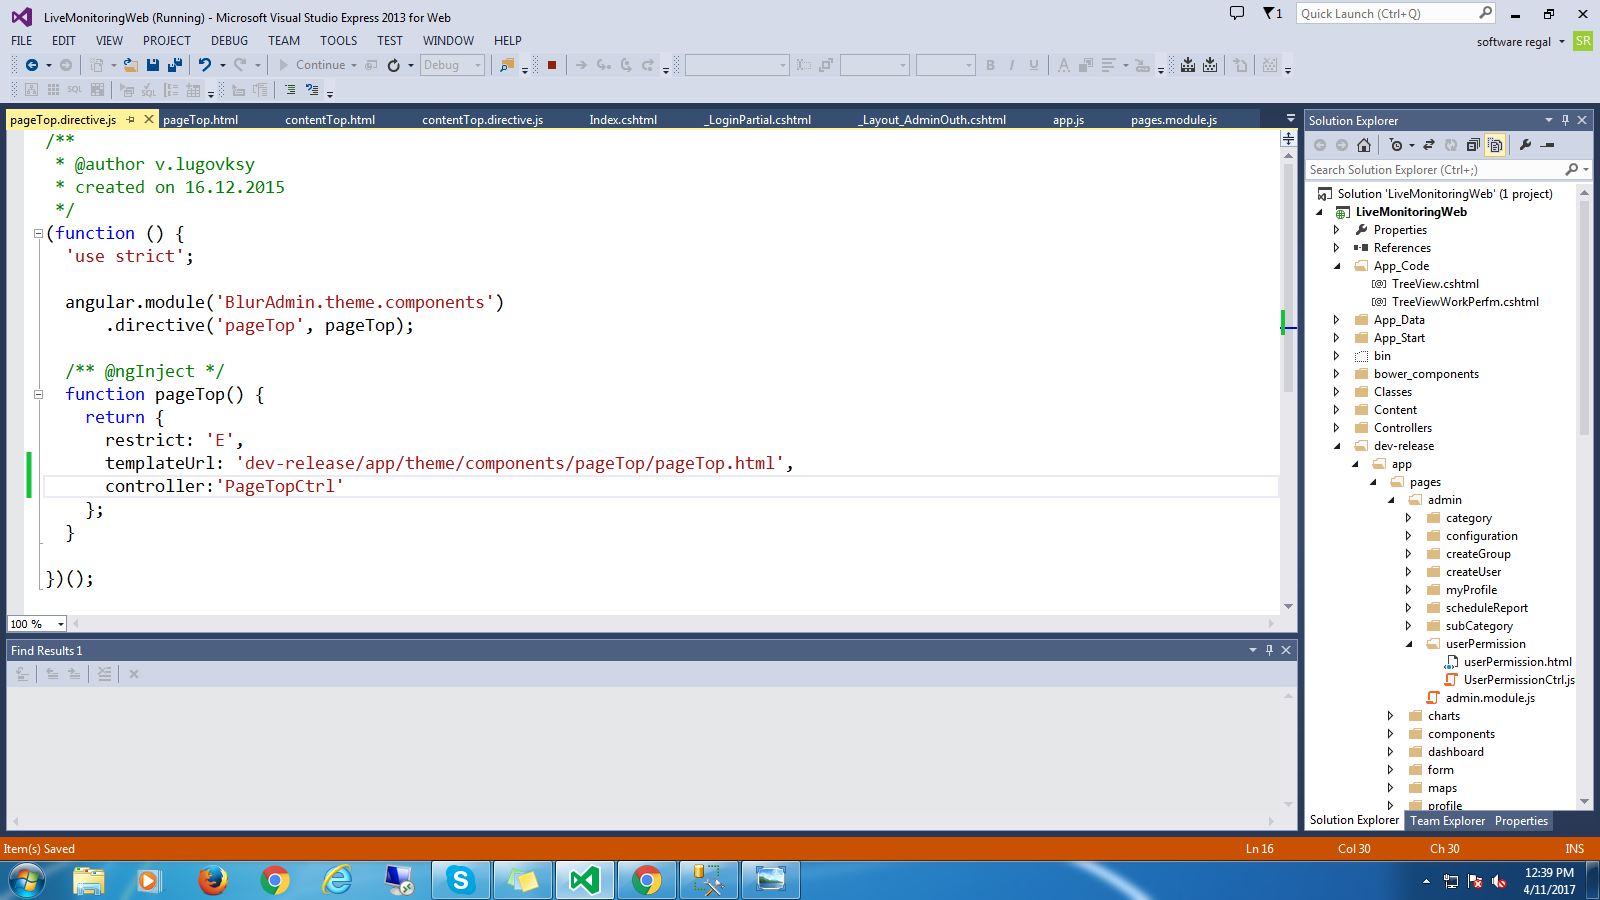 LiveMonitoringWeb (Running) - Microsoft Visual Studio Express 2013 for Web
1
Quick Launch (Ctrl+Q)
FILE EDIT VIEW PROJECT DEBUG TEAM TOOLS TEST WINDOW HELP
software regal SR
Continue Debug
B I U A
SQL SQL
pageTop.directive.js pageTop.html contentTop.html contentTop.directive.js Index.cshtml _LoginPartial.cshtml _Layout_AdminOuth.cshtml app.js pages.module.js
/**
* @author v.lugovksy
* created on 16.12.2015
*/
(function () {
'use strict';
angular.module('BlurAdmin.theme.components')
.directive('pageTop', pageTop);
/** @ngInject */
function pageTop() {
return {
restrict: 'E',
templateUrl: 'dev-release/app/theme/components/pageTop/pageTop.html',
controller:'PageTopCtrl'
};
}
})();
100 %
Find Results 1
Solution Explorer
Search Solution Explorer (Ctrl+;)
Solution 'LiveMonitoringWeb' (1 project)
LiveMonitoringWeb
Properties
References
App_Code
TreeView.cshtml
TreeViewWorkPerfm.cshtml
App_Data
App_Start
bin
bower_components
Classes
Content
Controllers
dev-release
app
pages
admin
category
configuration
createGroup
createUser
myProfile
scheduleReport
subCategory
userPermission
userPermission.html
UserPermissionCtrl.js
admin.module.js
charts
components
dashboard
form
maps
profile
Solution Explorer Team Explorer Properties
Item(s) Saved Ln 16 Col 30 Ch 30 INS
12:39 PM
4/11/2017